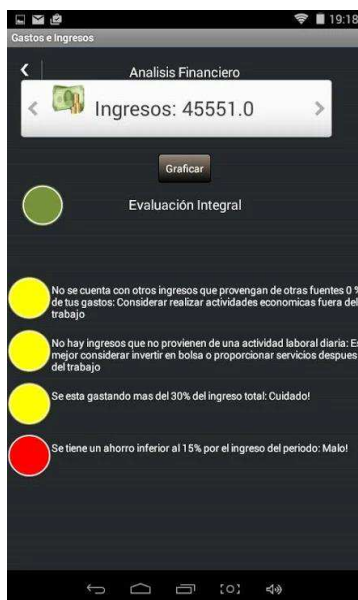 19:18
Gastos e Ingresos
Analisis Financiero
Ingresos: 45551.0
Graficar
Evaluación Integral
No se cuenta con otros ingresos que provengan de otras fuentes 0 %
de tus gastos: Considerar realizar actividades economicas fuera del
trabajo
No hay ingresos que no provienen de una actividad laboral diaria: Es
mejor considerar invertir en bolsa o proporcionar servicios despues
del trabajo
Se esta gastando mas del 30% del ingreso total: Cuidado!
Se tiene un ahorro inferior al 15% por el ingreso del periodo: Malo!